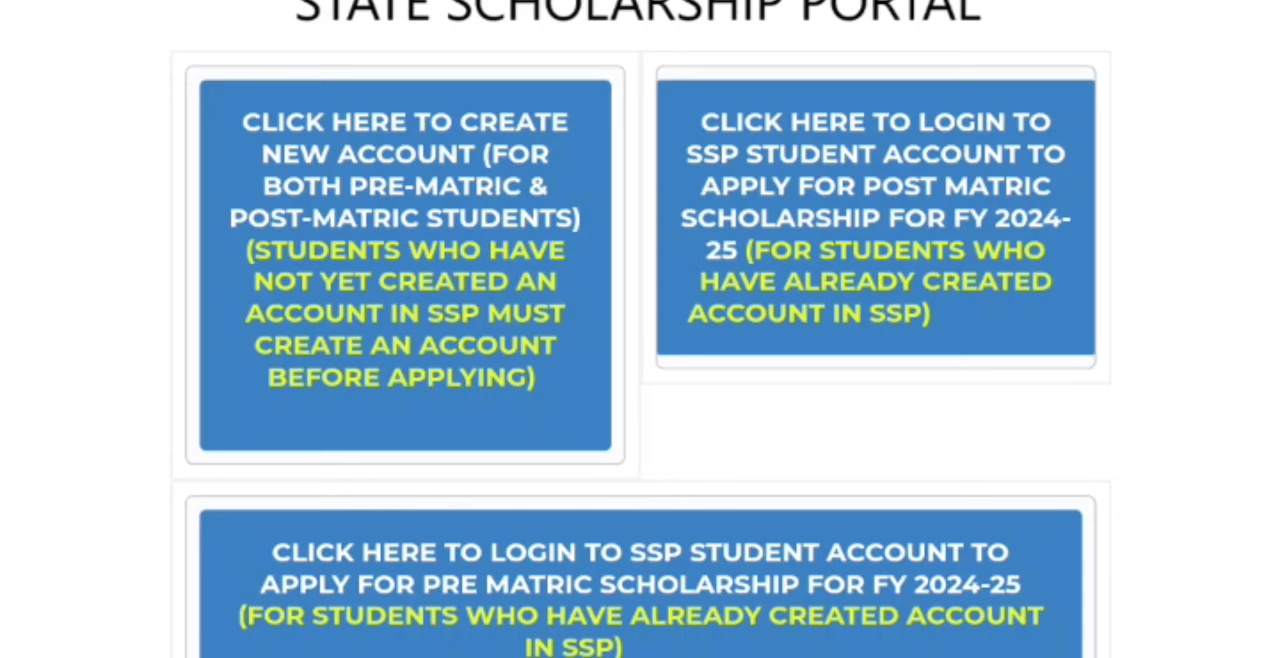 STATE SCHOLARSHIP PORTAL
CLICK HERE TO CREATE
NEW ACCOUNT (FOR
BOTH PRE-MATRIC &
POST-MATRIC STUDENTS)
(STUDENTS WHO HAVE
NOT YET CREATED AN
ACCOUNT IN SSP MUST
CREATE AN ACCOUNT
BEFORE APPLYING)
CLICK HERE TO LOGIN TO
SSP STUDENT ACCOUNT TO
APPLY FOR POST MATRIC
SCHOLARSHIP FOR FY 2024-
25 (FOR STUDENTS WHO
HAVE ALREADY CREATED
ACCOUNT IN SSP)
CLICK HERE TO LOGIN TO SSP STUDENT ACCOUNT TO
APPLY FOR PRE MATRIC SCHOLARSHIP FOR FY 2024-25
(FOR STUDENTS WHO HAVE ALREADY CREATED ACCOUNT
IN SSP)